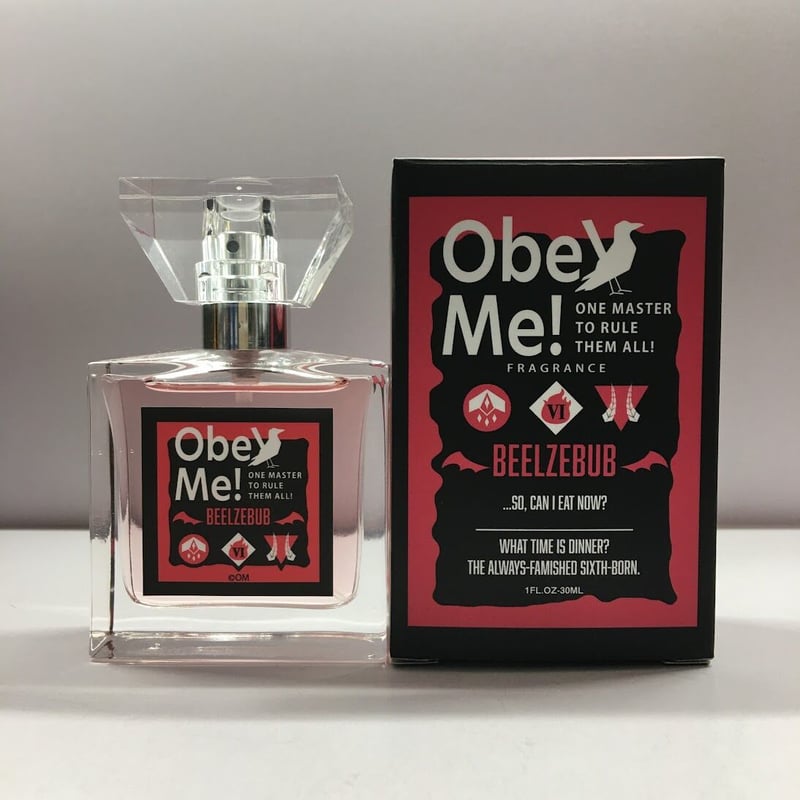 Obey
Me!
ONE MASTER
TO RULE
THEM ALL!
BEELZEBUB
VI
©OM
Obey
Me!
ONE MASTER
TO RULE
THEM ALL!
FRAGRANCE
VI
BEELZEBUB
...SO, CAN I EAT NOW?
WHAT TIME IS DINNER?
THE ALWAYS-FAMISHED SIXTH-BORN.
1FL.OZ-30ML